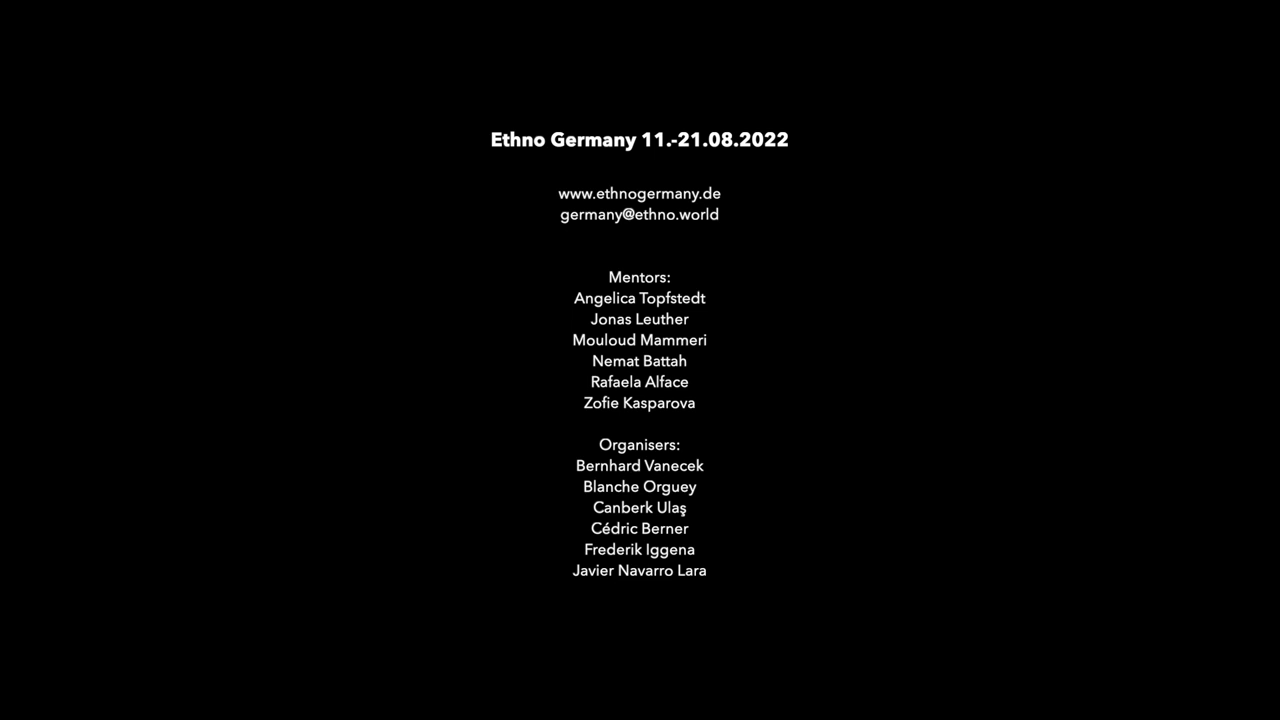 Ethno Germany 11.-21.08.2022
www.ethnogermany.de
germany@ethno.world
Mentors:
Angelica Topfstedt
Jonas Leuther
Mouloud Mammeri
Nemat Battah
Rafaela Alface
Zofie Kasparova
Organisers:
Bernhard Vanecek
Blanche Orguey
Canberk Ulaş
Cédric Berner
Frederik Iggena
Javier Navarro Lara